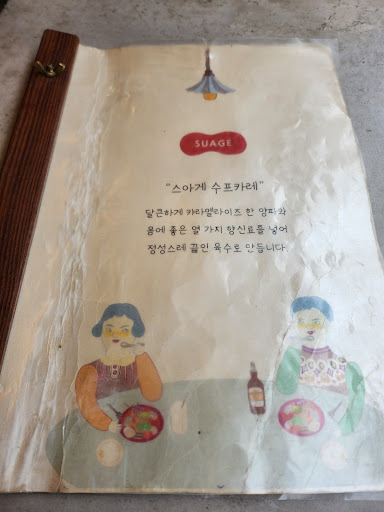 SUAGE
“스아게 수프카레”
달큰하게 카라멜라이즈 한 양파와
몸에 좋은 열 가지 향신료를 넣어
정성스레 끓인 육수로 만듭니다.